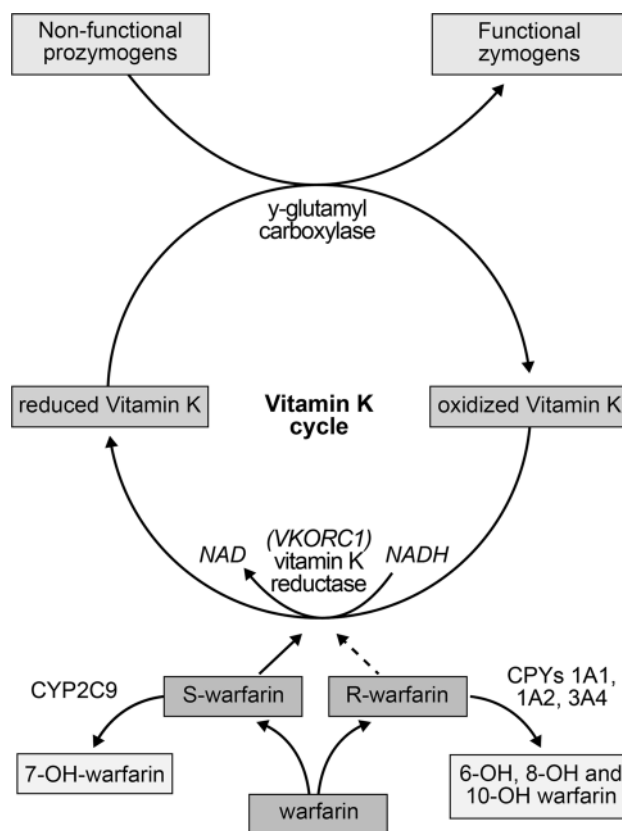 Non-functional
prozymogens
Functional
zymogens
y-glutamyl
carboxylase
reduced Vitamin K
Vitamin K
cycle
oxidized Vitamin K
NAD
(VKORC1)
vitamin K
reductase
NADH
CYP2C9
S-warfarin
R-warfarin
CPYs 1A1,
1A2, 3A4
7-OH-warfarin
warfarin
6-OH, 8-OH and
10-OH warfarin